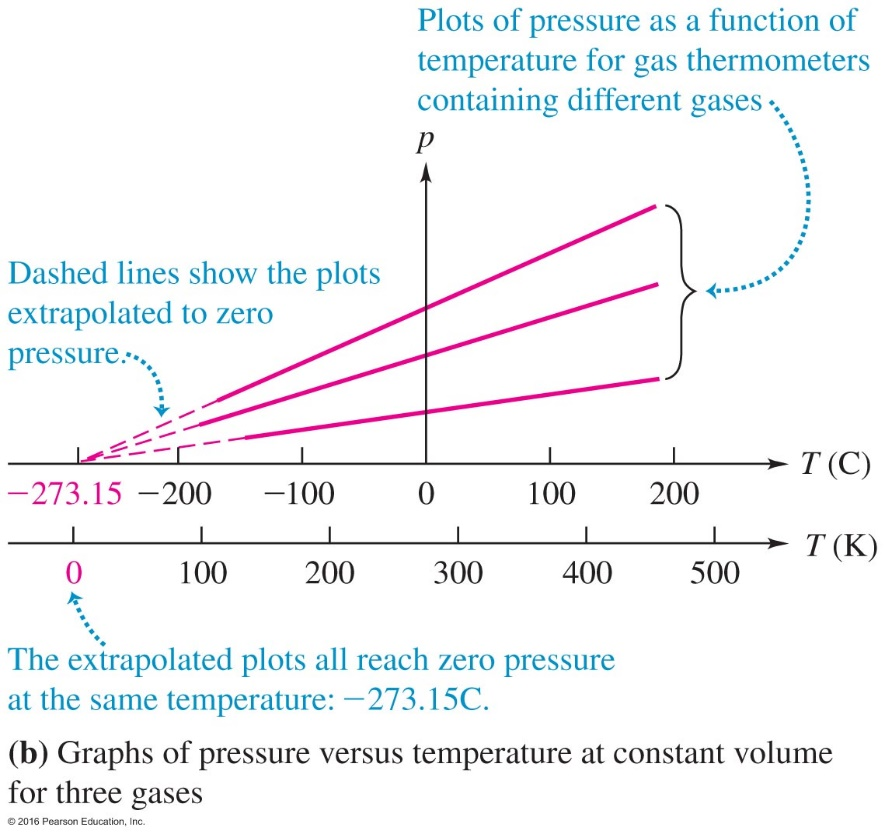 Plots of pressure as a function of
temperature for gas thermometers
containing different gases
p
Dashed lines show the plots
extrapolated to zero
pressure.
T (C)
−273.15 −200 −100 0 100 200
T (K)
0 100 200 300 400 500
The extrapolated plots all reach zero pressure
at the same temperature: −273.15C.
(b) Graphs of pressure versus temperature at constant volume
for three gases
© 2016 Pearson Education, Inc.